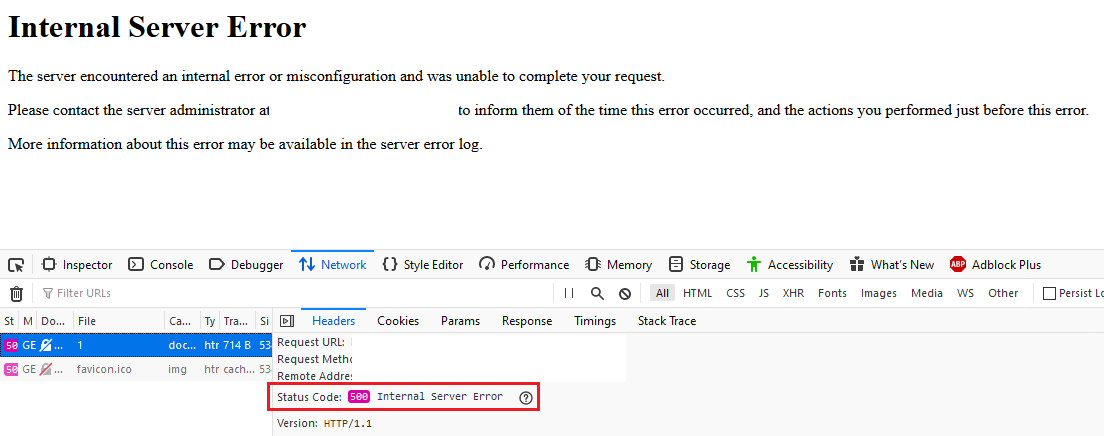 Internal Server Error
The server encountered an internal error or misconfiguration and was unable to complete your request.
Please contact the server administrator at to inform them of the time this error occurred, and the actions you performed just before this error.
More information about this error may be available in the server error log.
Inspector Console Debugger Network Style Editor Performance Memory Storage Accessibility What's New ABP Adblock Plus
Filter URLs All HTML CSS JS XHR Fonts Images Media WS Other Persist Lo
St M Do... File Ca... Ty Tra... Si Headers Cookies Params Response Timings Stack Trace
50 GE ... 1 doc... htr 714 B 53
50 GE ... favicon.ico img htr cach... 53
Request URL:
Request Metho
Remote Addres
Status Code: 500 Internal Server Error
Version: HTTP/1.1